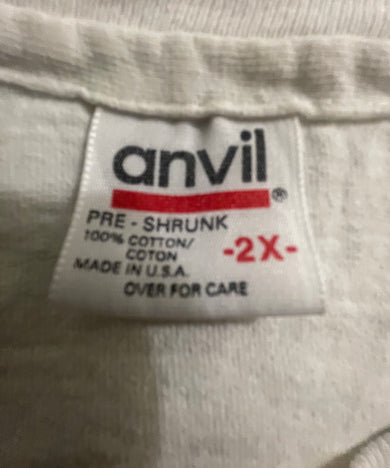 anvil®
PRE-SHRUNK
100% COTTON/
COTON
-2X-
MADE IN U.S.A.
OVER FOR CARE